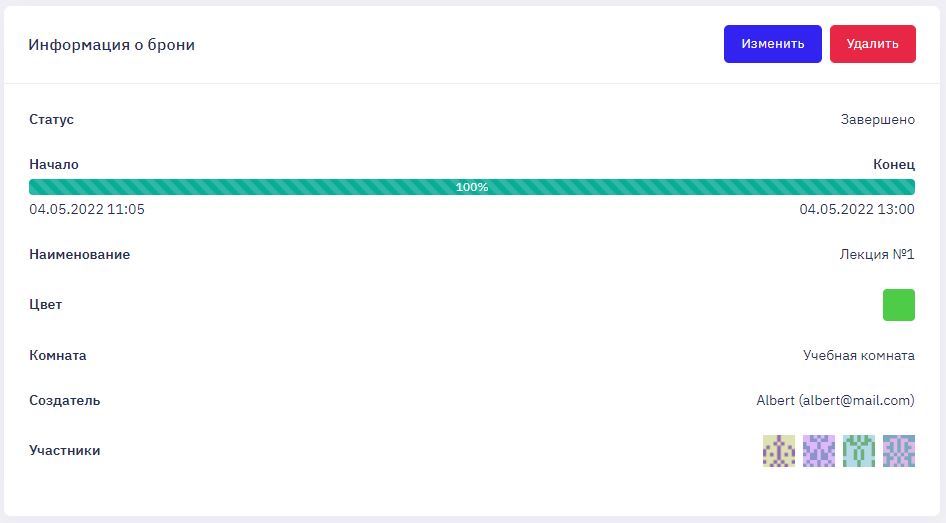 Информация о брони
Изменить
Удалить
Статус
Завершено
Начало
Конец
100%
04.05.2022 11:05
04.05.2022 13:00
Наименование
Лекция №1
Цвет
Комната
Учебная комната
Создатель
Albert (albert@mail.com)
Участники